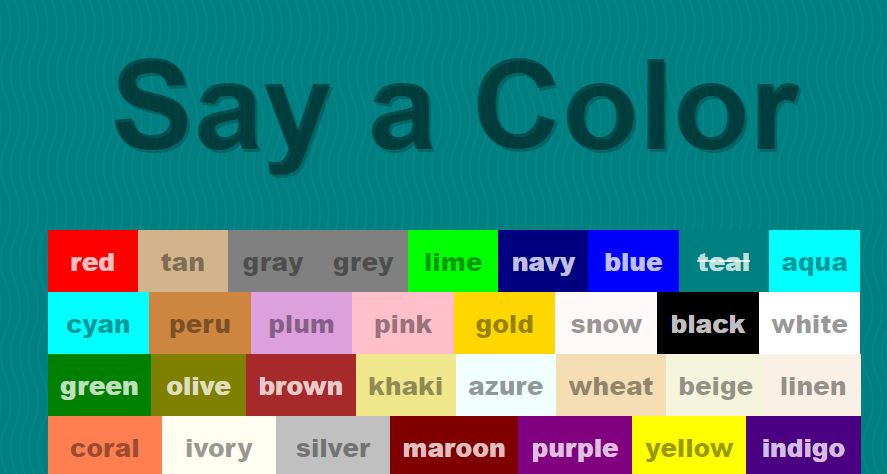 Say a Color
red tan gray grey lime navy blue teal aqua
cyan peru plum pink gold snow black white
green olive brown khaki azure wheat beige linen
coral ivory silver maroon purple yellow indigo